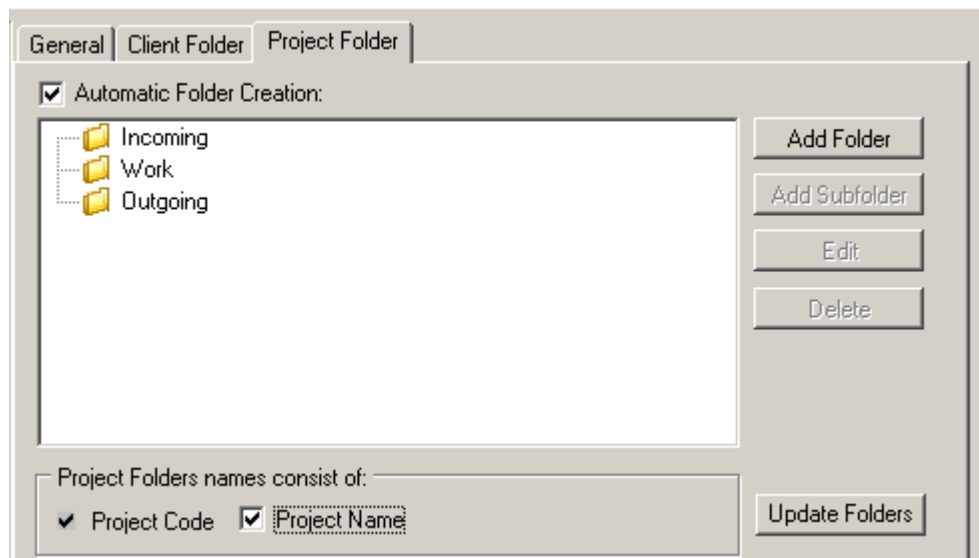 General Client Folder Project Folder
Automatic Folder Creation:
Incoming
Work
Outgoing
Add Folder
Add Subfolder
Edit
Delete
Project Folders names consist of:
Project Code Project Name
Update Folders